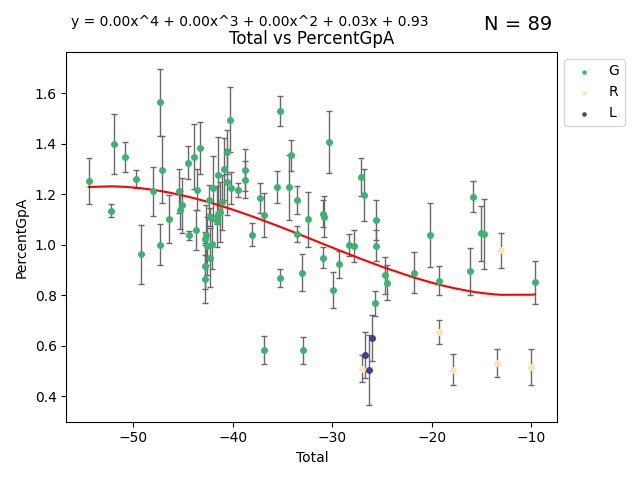 y = 0.00x^4 + 0.00x^3 + 0.00x^2 + 0.03x + 0.93
N = 89
Total vs PercentGpA
G
R
L
PercentGpA
1.6
1.4
1.2
1.0
0.8
0.6
0.4
−50 −40 −30 −20 −10
Total